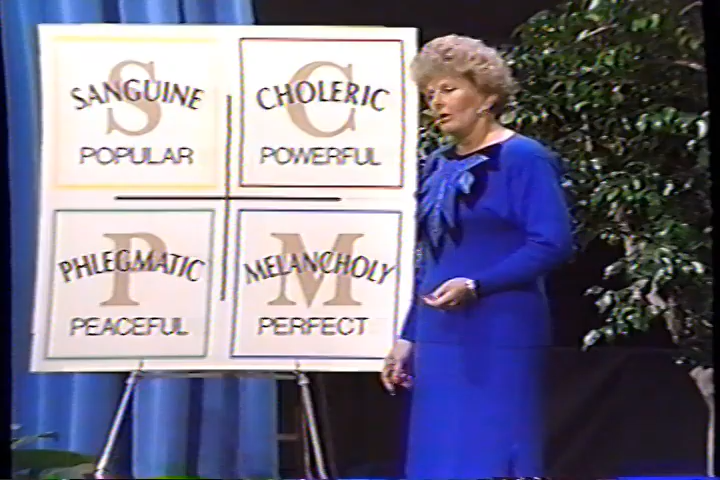 S
SANGUINE
POPULAR
C
CHOLERIC
POWERFUL
P
PHLEGMATIC
PEACEFUL
M
MELANCHOLY
PERFECT